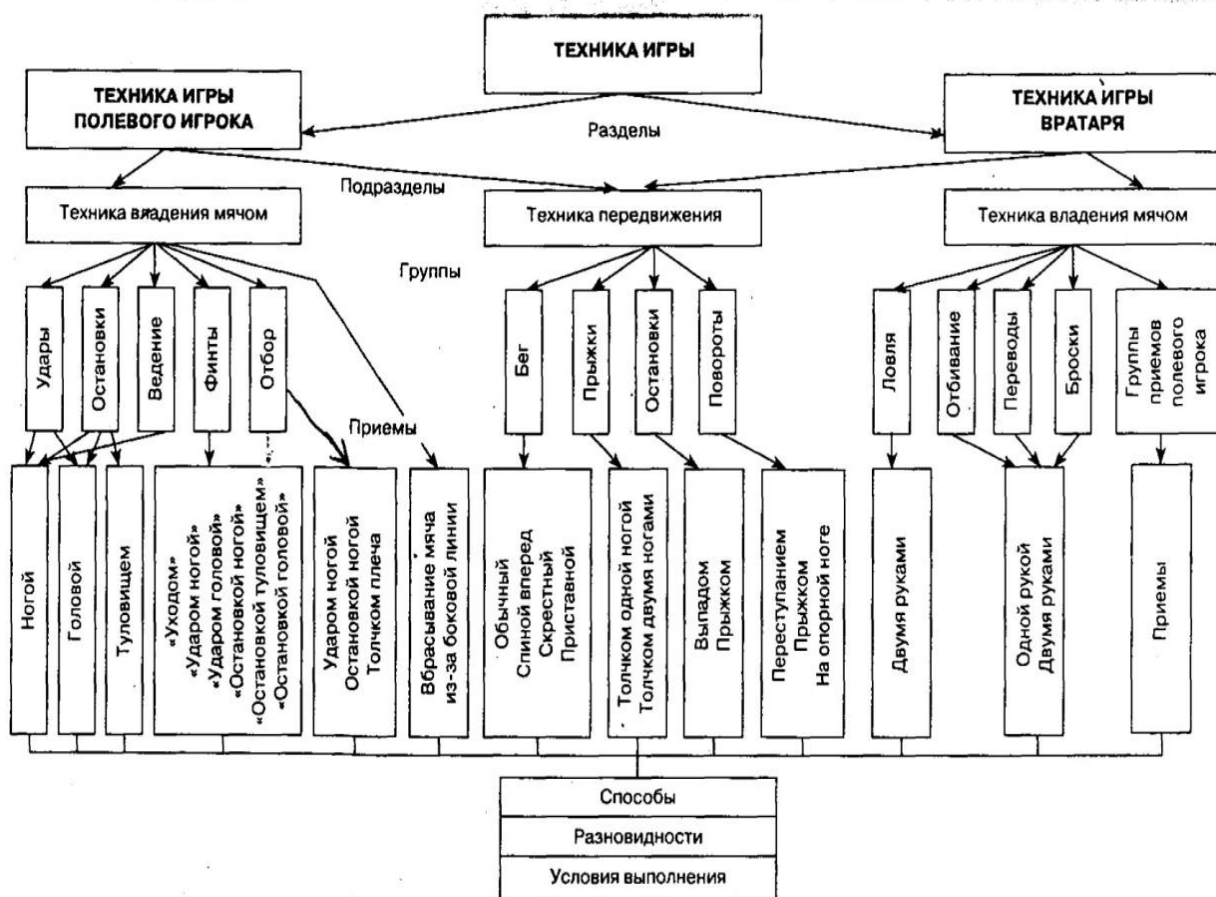 ТЕХНИКА ИГРЫ
ТЕХНИКА ИГРЫ
ПОЛЕВОГО ИГРОКА
ТЕХНИКА ИГРЫ
ВРАТАРЯ
Разделы
Подразделы
Техника владения мячом
Техника передвижения
Техника владения мячом
Группы
Удары
Остановки
Ведение
Финты
Отбор
Бег
Прыжки
Остановки
Повороты
Ловля
Отбивание
Переводы
Броски
Группы
приемов
полевого
игрока
Приемы
Ногой
Головой
Туловищем
«Уходом»
«Ударом ногой»
«Ударом головой»
«Остановкой ногой»
«Остановкой туловищем»
«Остановкой головой»
Ударом ногой
Остановкой ногой
Толчком плеча
Вбрасывание мяча
из-за боковой линии
Обычный
Спиной вперед
Скрестный
Приставной
Толчком одной ногой
Толчком двумя ногами
Выпадом
Прыжком
Переступанием
Прыжком
На опорной ноге
Двумя руками
Одной рукой
Двумя руками
Приемы
Способы
Разновидности
Условия выполнения